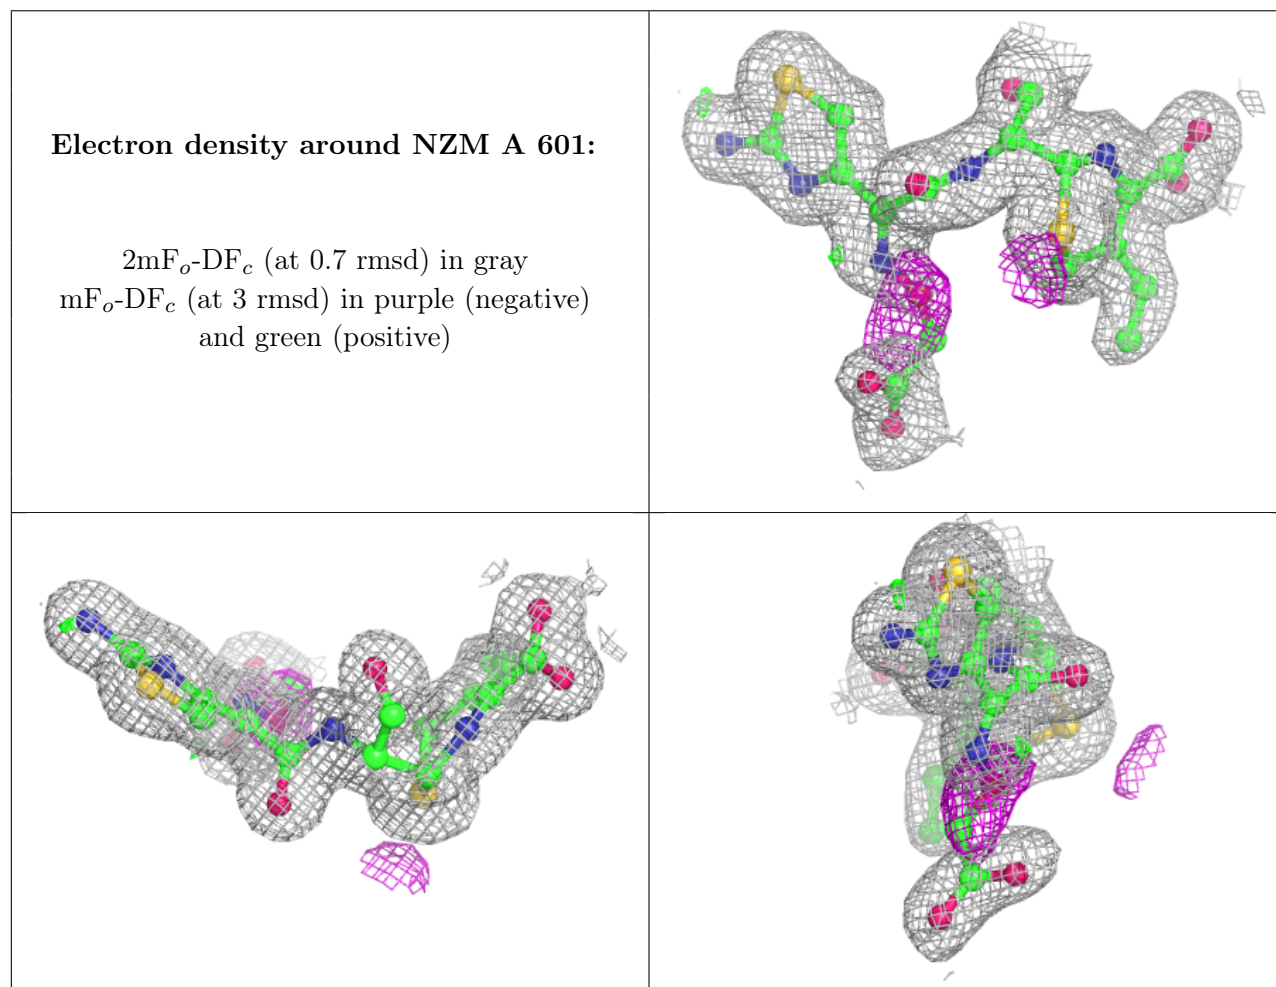 Electron density around NZM A 601:
2mFo-DFc (at 0.7 rmsd) in gray
mFo-DFc (at 3 rmsd) in purple (negative)
and green (positive)